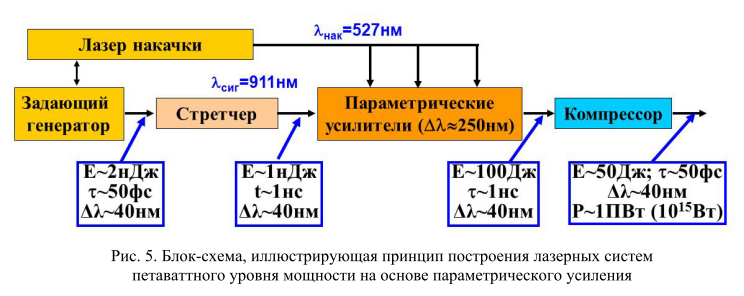 λнак=527нм
Лазер накачки
λсиг=911нм
Задающий
генератор
Стретчер
Параметрические
усилители (Δλ≈250нм)
Компрессор
E~2нДж
τ~50фс
Δλ~40нм
E~1нДж
t~1нс
Δλ~40нм
E~100Дж
τ~1нс
Δλ~40нм
E~50Дж; τ~50фс
Δλ~40нм
P~1ПВт (10¹⁵Вт)
Рис. 5. Блок-схема, иллюстрирующая принцип построения лазерных систем
петаваттного уровня мощности на основе параметрического усиления